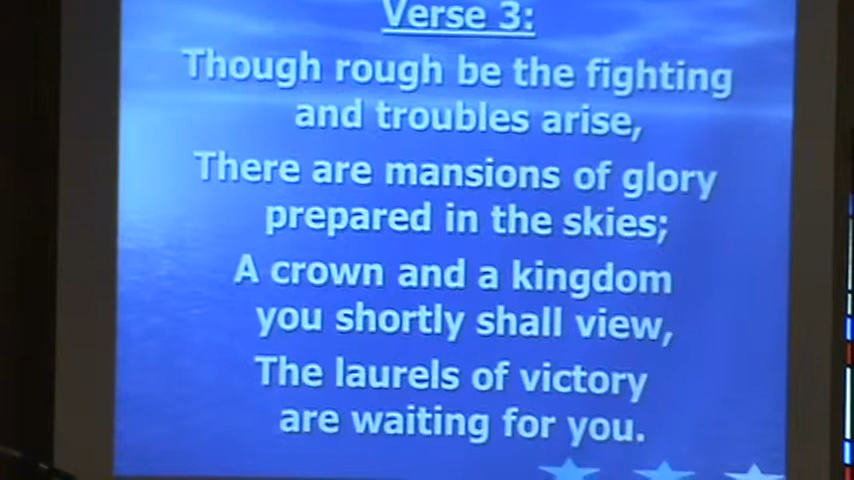 Verse 3:
Though rough be the fighting
and troubles arise,
There are mansions of glory
prepared in the skies;
A crown and a kingdom
you shortly shall view,
The laurels of victory
are waiting for you.